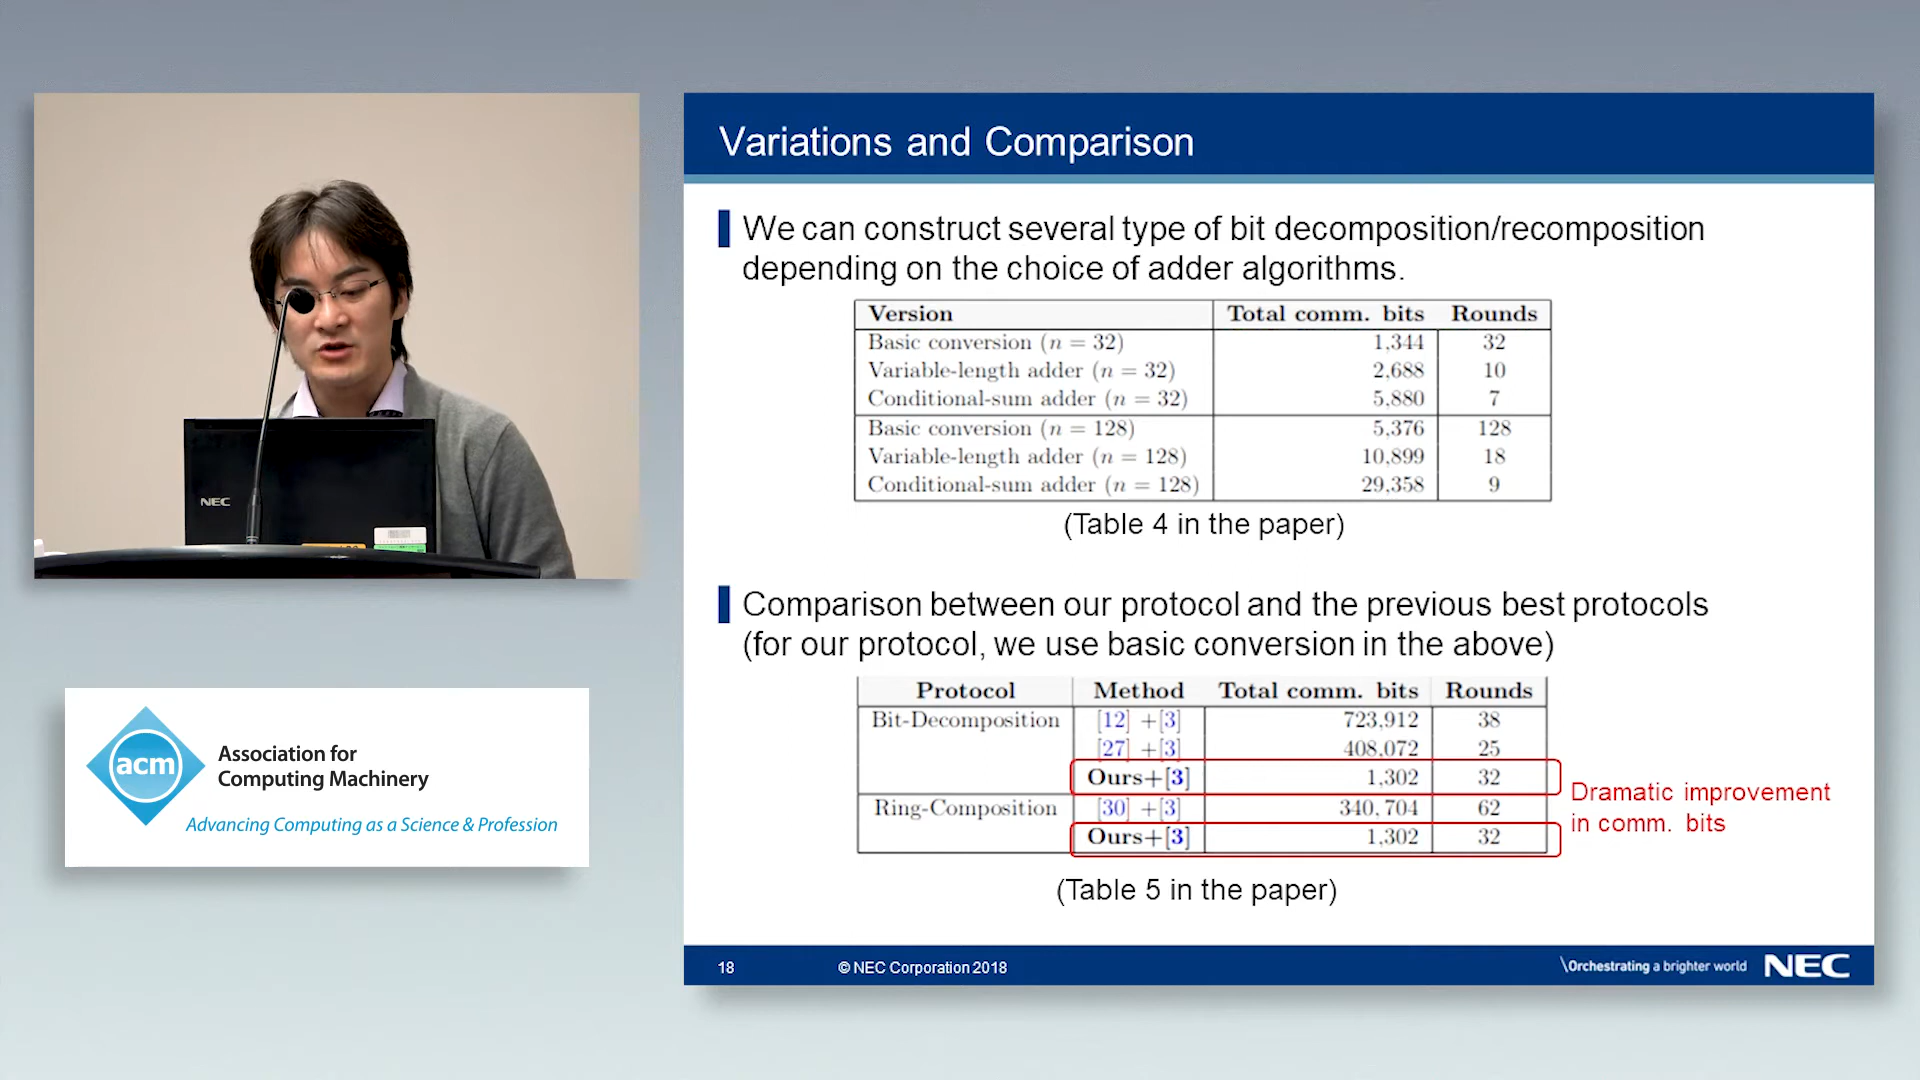 Variations and Comparison
We can construct several type of bit decomposition/recomposition
depending on the choice of adder algorithms.
Version Total comm. bits Rounds
Basic conversion (n = 32) 1,344 32
Variable-length adder (n = 32) 2,688 10
Conditional-sum adder (n = 32) 5,880 7
Basic conversion (n = 128) 5,376 128
Variable-length adder (n = 128) 10,899 18
Conditional-sum adder (n = 128) 29,358 9
(Table 4 in the paper)
Comparison between our protocol and the previous best protocols
(for our protocol, we use basic conversion in the above)
Protocol Method Total comm. bits Rounds
Bit-Decomposition [12] +[3] 723,912 38
[27] +[3] 408,072 25
Ours+[3] 1,302 32
Ring-Composition [30] +[3] 340,704 62
Ours+[3] 1,302 32
Dramatic improvement
in comm. bits
(Table 5 in the paper)
18 © NEC Corporation 2018 \Orchestrating a brighter world NEC
NEC
acm
Association for
Computing Machinery
Advancing Computing as a Science & Profession